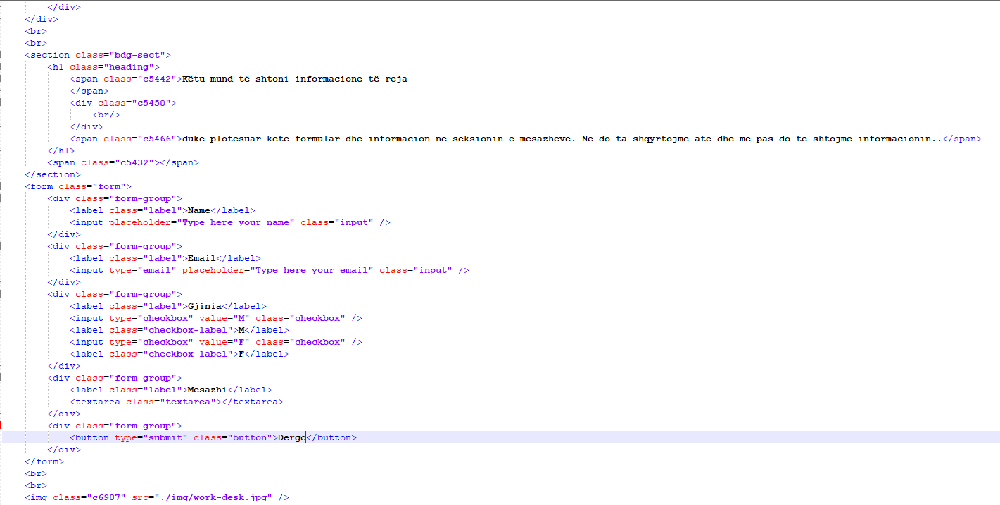 </div>
</div>
<br>
<br>
<section class="bdg-sect">
<h1 class="heading">
<span class="c5442">Këtu mund të shtoni informacione të reja
</span>
<div class="c5450">
<br/>
</div>
<span class="c5466">duke plotësuar këtë formular dhe informacion në seksionin e mesazheve. Ne do ta shqyrtojmë atë dhe më pas do të shtojmë informacionin..</span>
</h1>
<span class="c5432"></span>
</section>
<form class="form">
<div class="form-group">
<label class="label">Name</label>
<input placeholder="Type here your name" class="input" />
</div>
<div class="form-group">
<label class="label">Email</label>
<input type="email" placeholder="Type here your email" class="input" />
</div>
<div class="form-group">
<label class="label">Gjinia</label>
<input type="checkbox" value="M" class="checkbox" />
<label class="checkbox-label">M</label>
<input type="checkbox" value="F" class="checkbox" />
<label class="checkbox-label">F</label>
</div>
<div class="form-group">
<label class="label">Mesazhi</label>
<textarea class="textarea"></textarea>
</div>
<div class="form-group">
<button type="submit" class="button">Dergo</button>
</div>
</form>
<br>
<br>
<img class="c6907" src="./img/work-desk.jpg" />